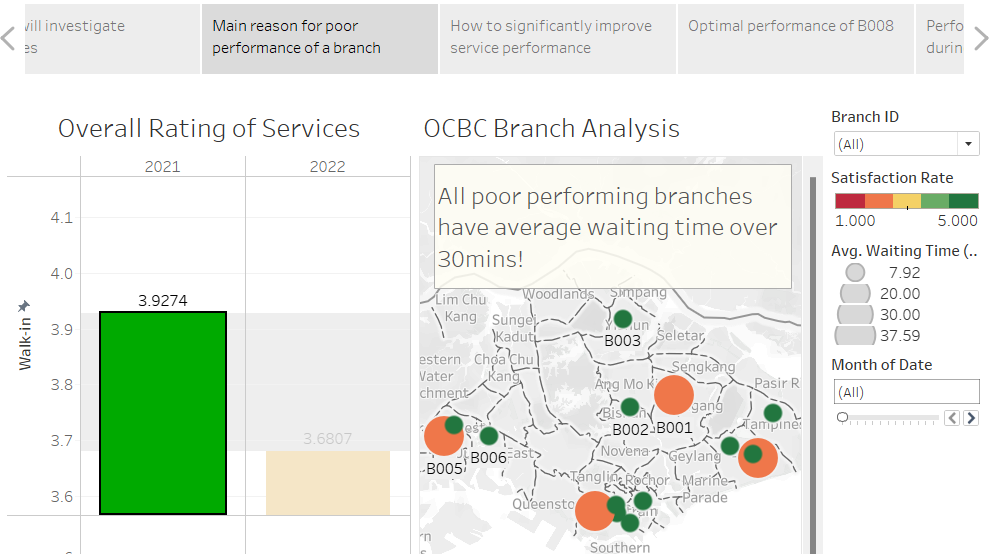 vill investigate
es
Main reason for poor
performance of a branch
How to significantly improve
service performance
Optimal performance of B008
Perfo
durin
Overall Rating of Services
OCBC Branch Analysis
2021
2022
4.1
4.0
3.9
3.8
3.7
3.6
Walk-in
3.9274
3.6807
All poor performing branches
have average waiting time over
30mins!
Lim Chu
Kang
Woodlands
Simpang
Sungei
Kadut
B003
Seletar
estern
Water
chment
Choa Chu
Kang
Sengkang
Ang Mo Ki
Pasir R
gang
Tampines
B002
B001
B005
B006
East
Novena
Geylang
Tanglin
Rochor
Marine
Parade
Queensto
Southern
Branch ID
(All)
Satisfaction Rate
1.000
5.000
Avg. Waiting Time (..
7.92
20.00
30.00
37.59
Month of Date
(All)